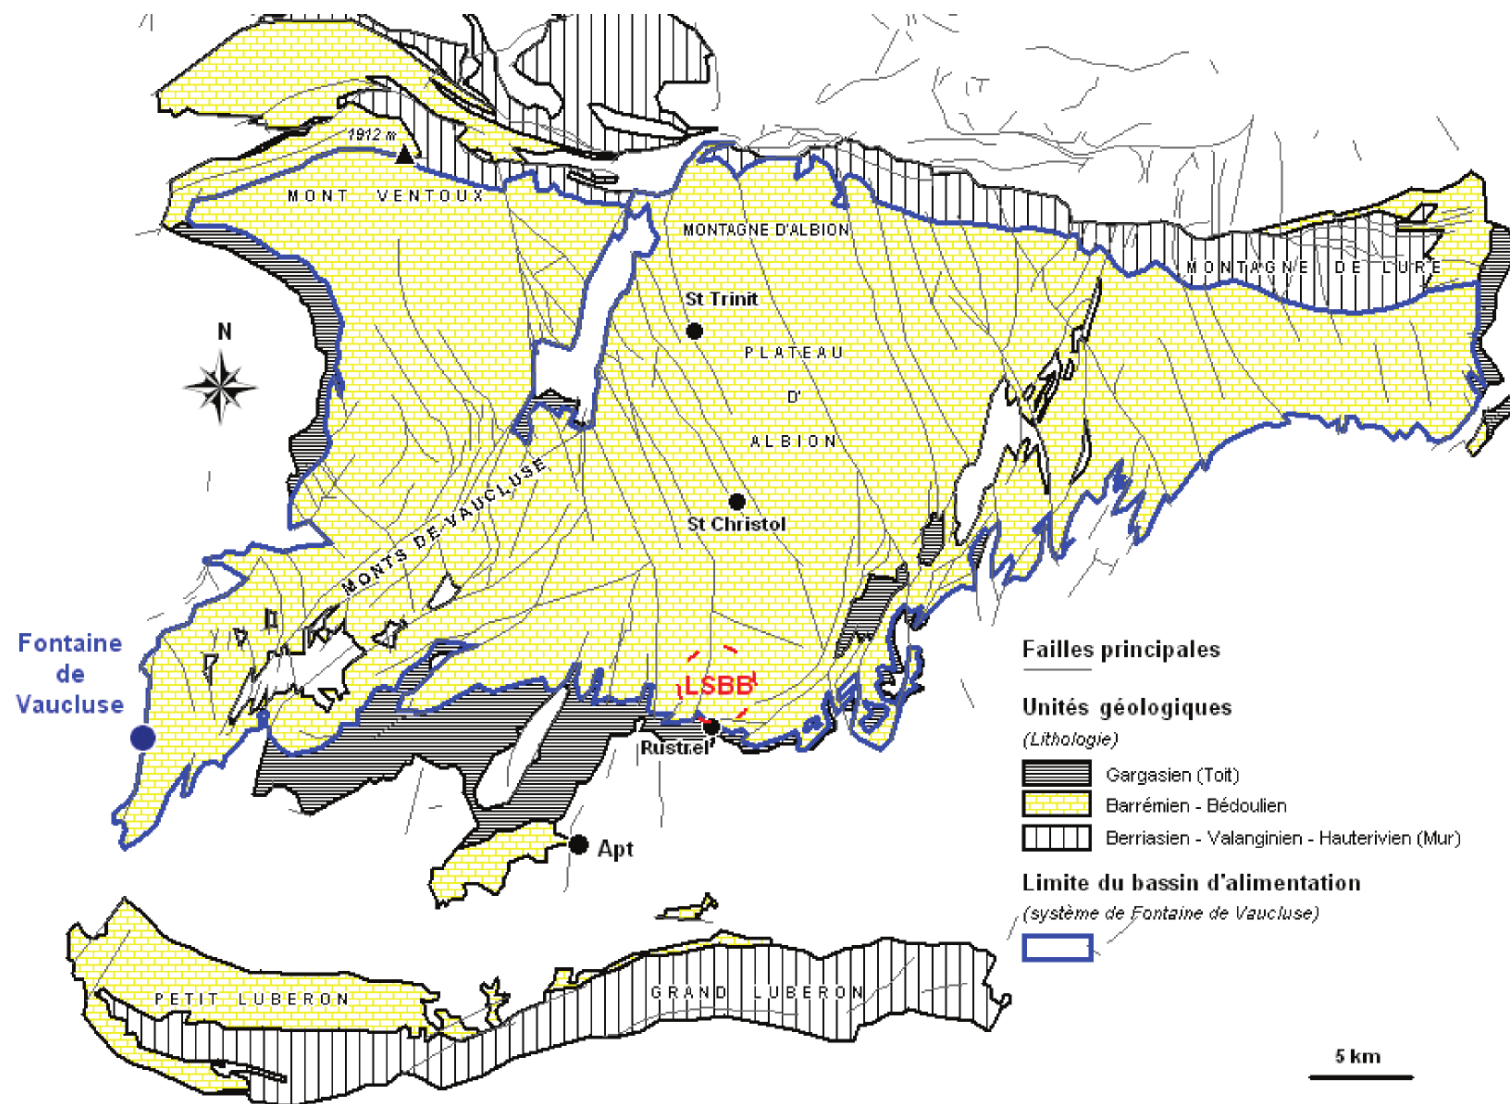 1912 m
MONT VENTOUX
MONTAGNE D'ALBION
MONTAGNE DE LURE
St Trinit
N
PLATEAU
D'
ALBION
MONTS DE VAUCLUSE
St Christol
Fontaine
de
Vaucluse
LSBB
Rustrel
Apt
PETIT LUBERON
GRAND LUBERON
Failles principales
Unités géologiques
(Lithologie)
Gargasien (Toit)
Barrémien - Bédoulien
Berriasien - Valanginien - Hauterivien (Mur)
Limite du bassin d'alimentation
(système de Fontaine de Vaucluse)
5 km